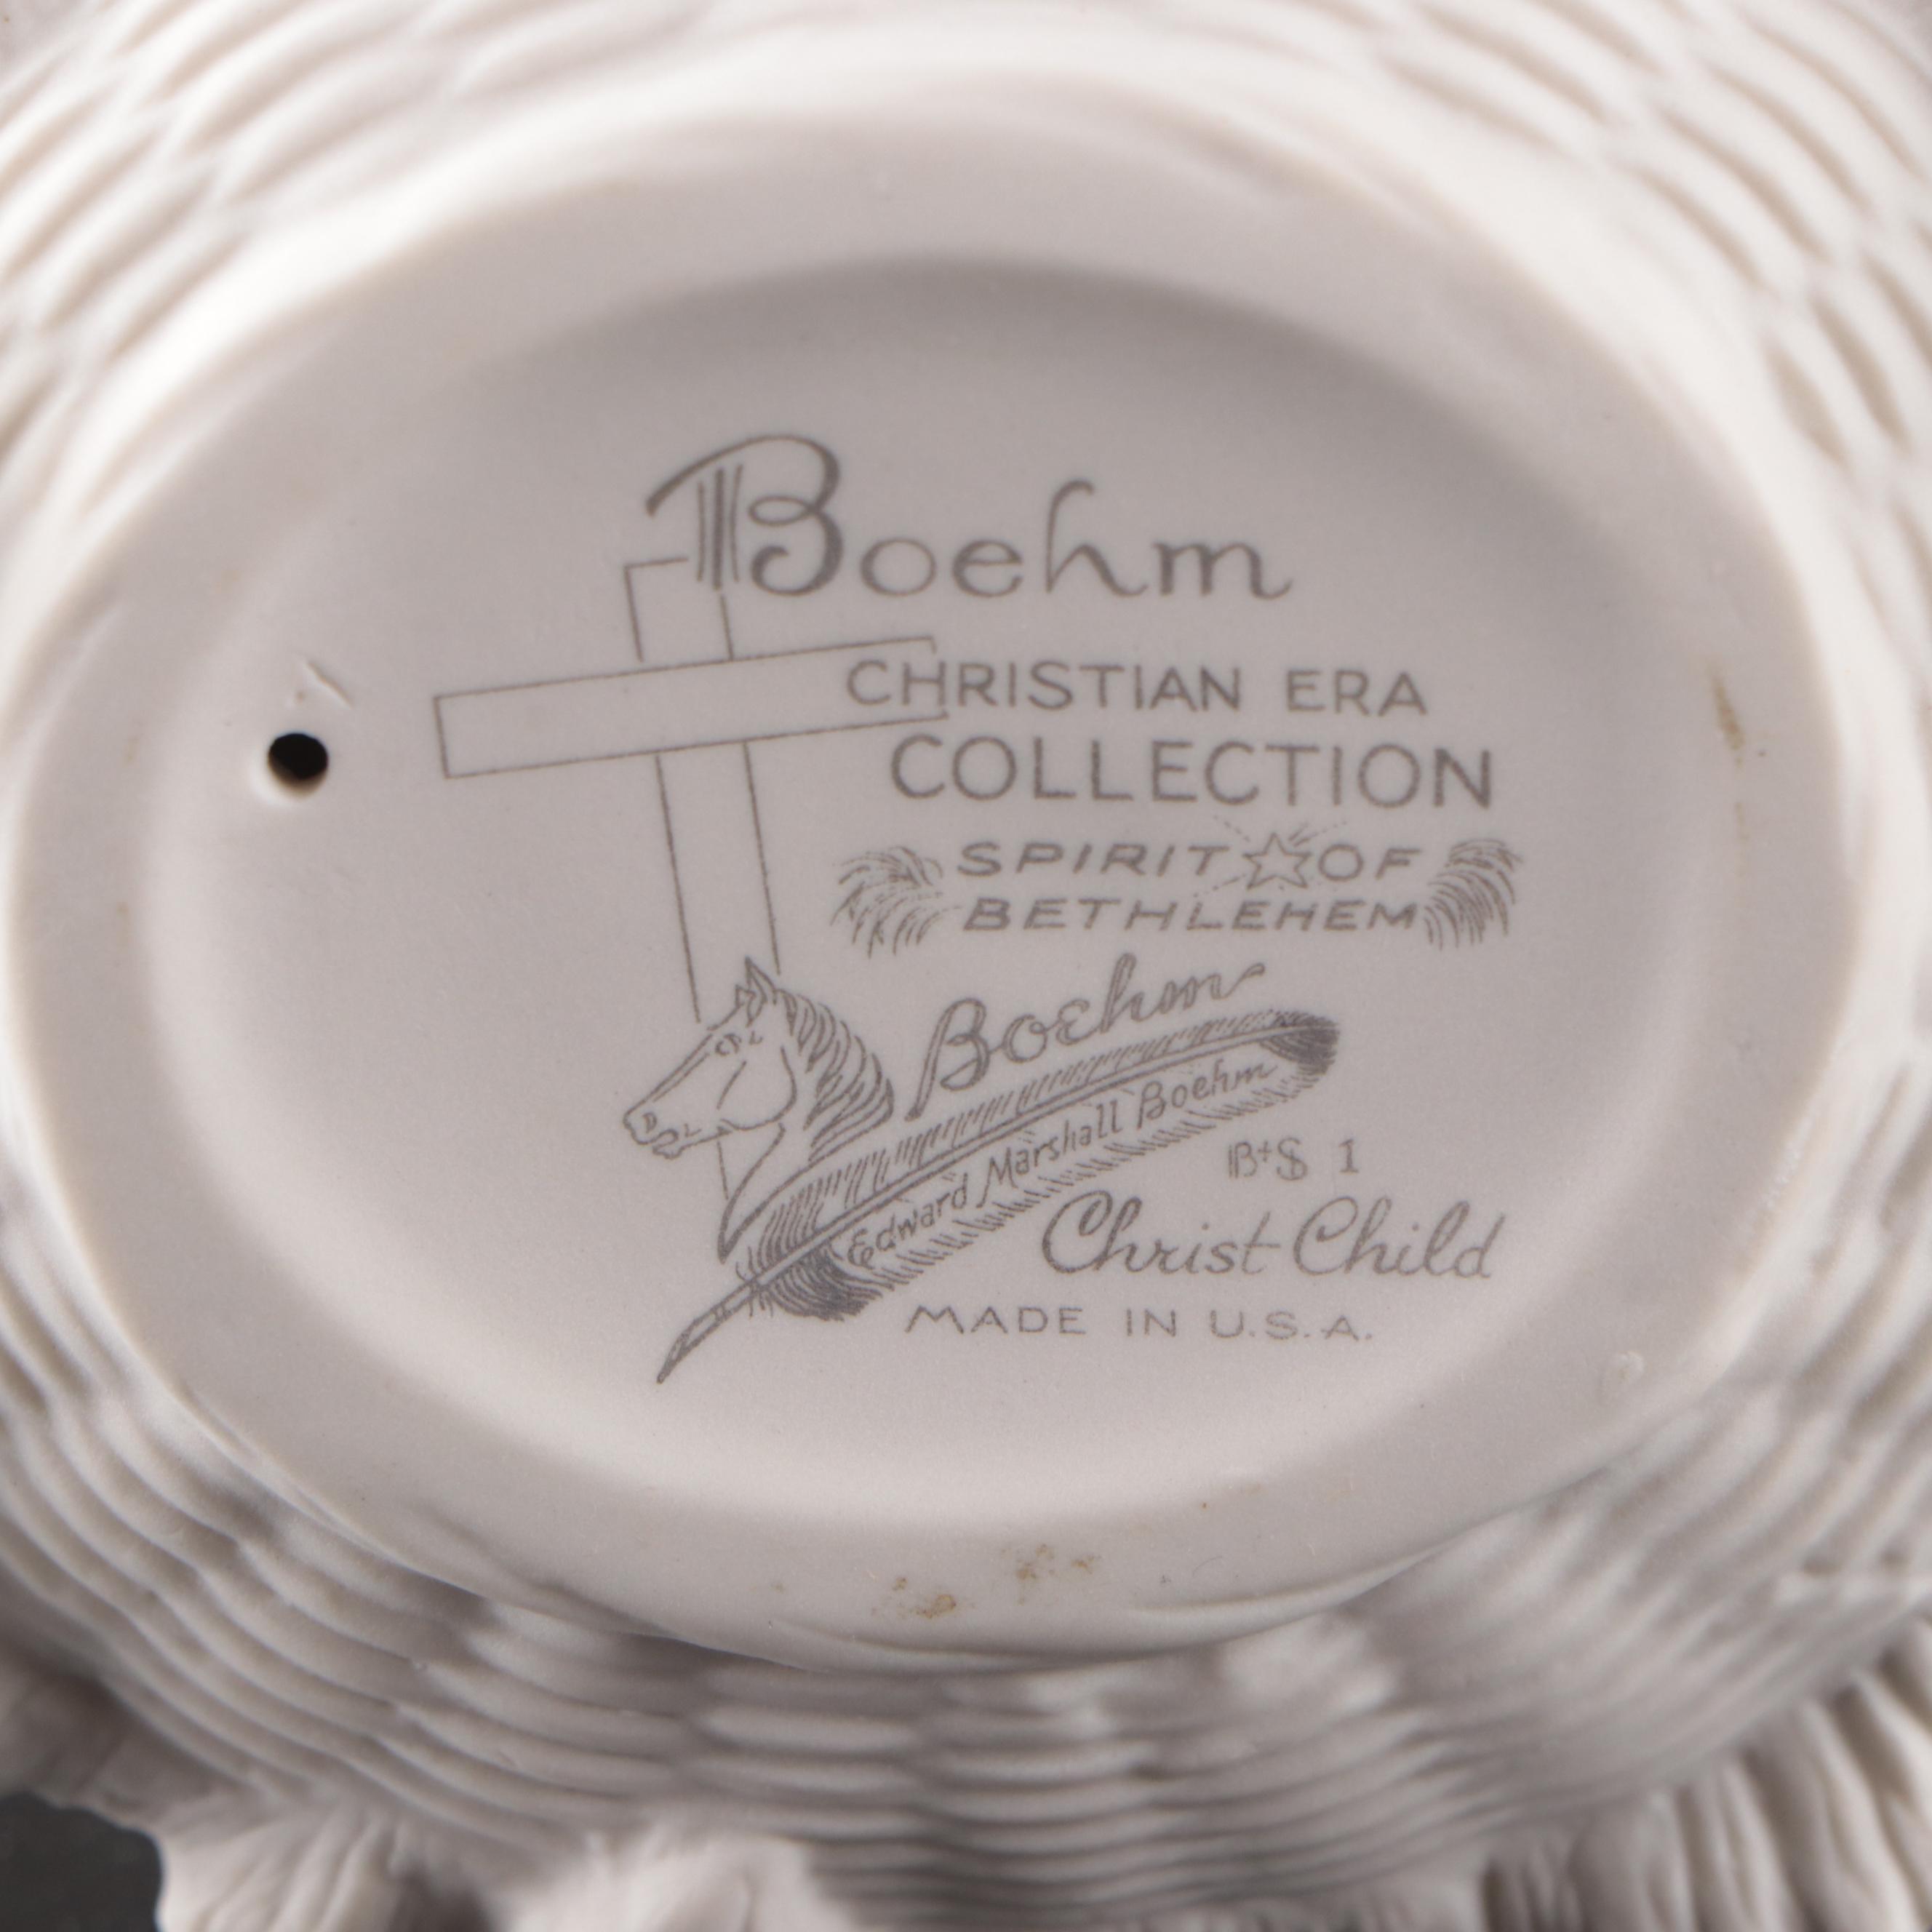 Boehm
CHRISTIAN ERA
COLLECTION
SPIRIT OF
BETHLEHEM
Boehm
Edward Marshall Boehm
B+S 1
Christ Child
MADE IN U.S.A.